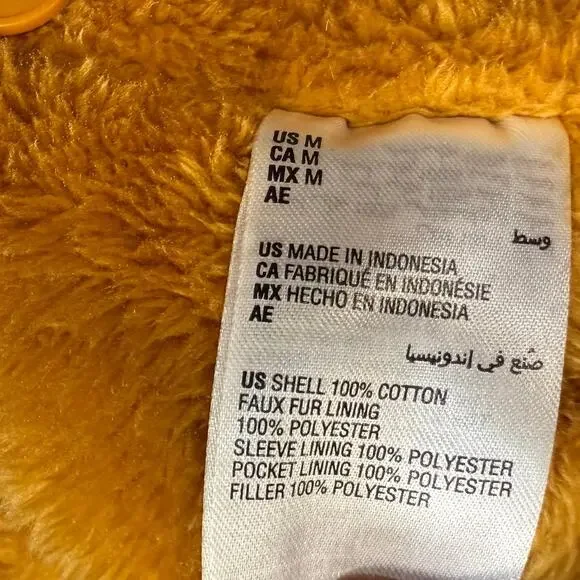 US M
CA M
MX M
AE
وسط
US MADE IN INDONESIA
CA FABRIQUÉ EN INDONÉSIE
MX HECHO EN INDONESIA
AE
صُنع في إندونيسيا
US SHELL 100% COTTON
FAUX FUR LINING
100% POLYESTER
SLEEVE LINING 100% POLYESTER
POCKET LINING 100% POLYESTER
FILLER 100% POLYESTER